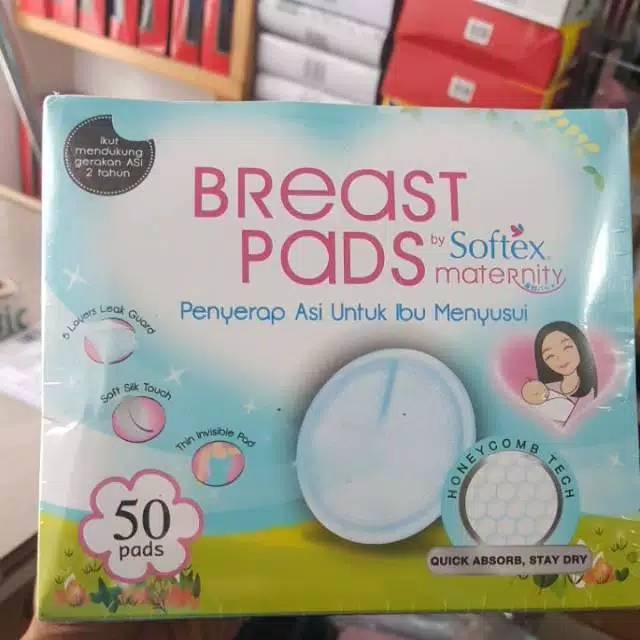 Ikut
mendukung
gerakan ASI
2 tahun
BReaST
PaDS by Softex
mateRnity
Penyerap Asi Untuk Ibu Menyusui
5 Layers Leak Guard
Soft Silk Touch
Thin Invisible Pad
50
pads
HONEYCOMB TECH
QUICK ABSORB, STAY DRY